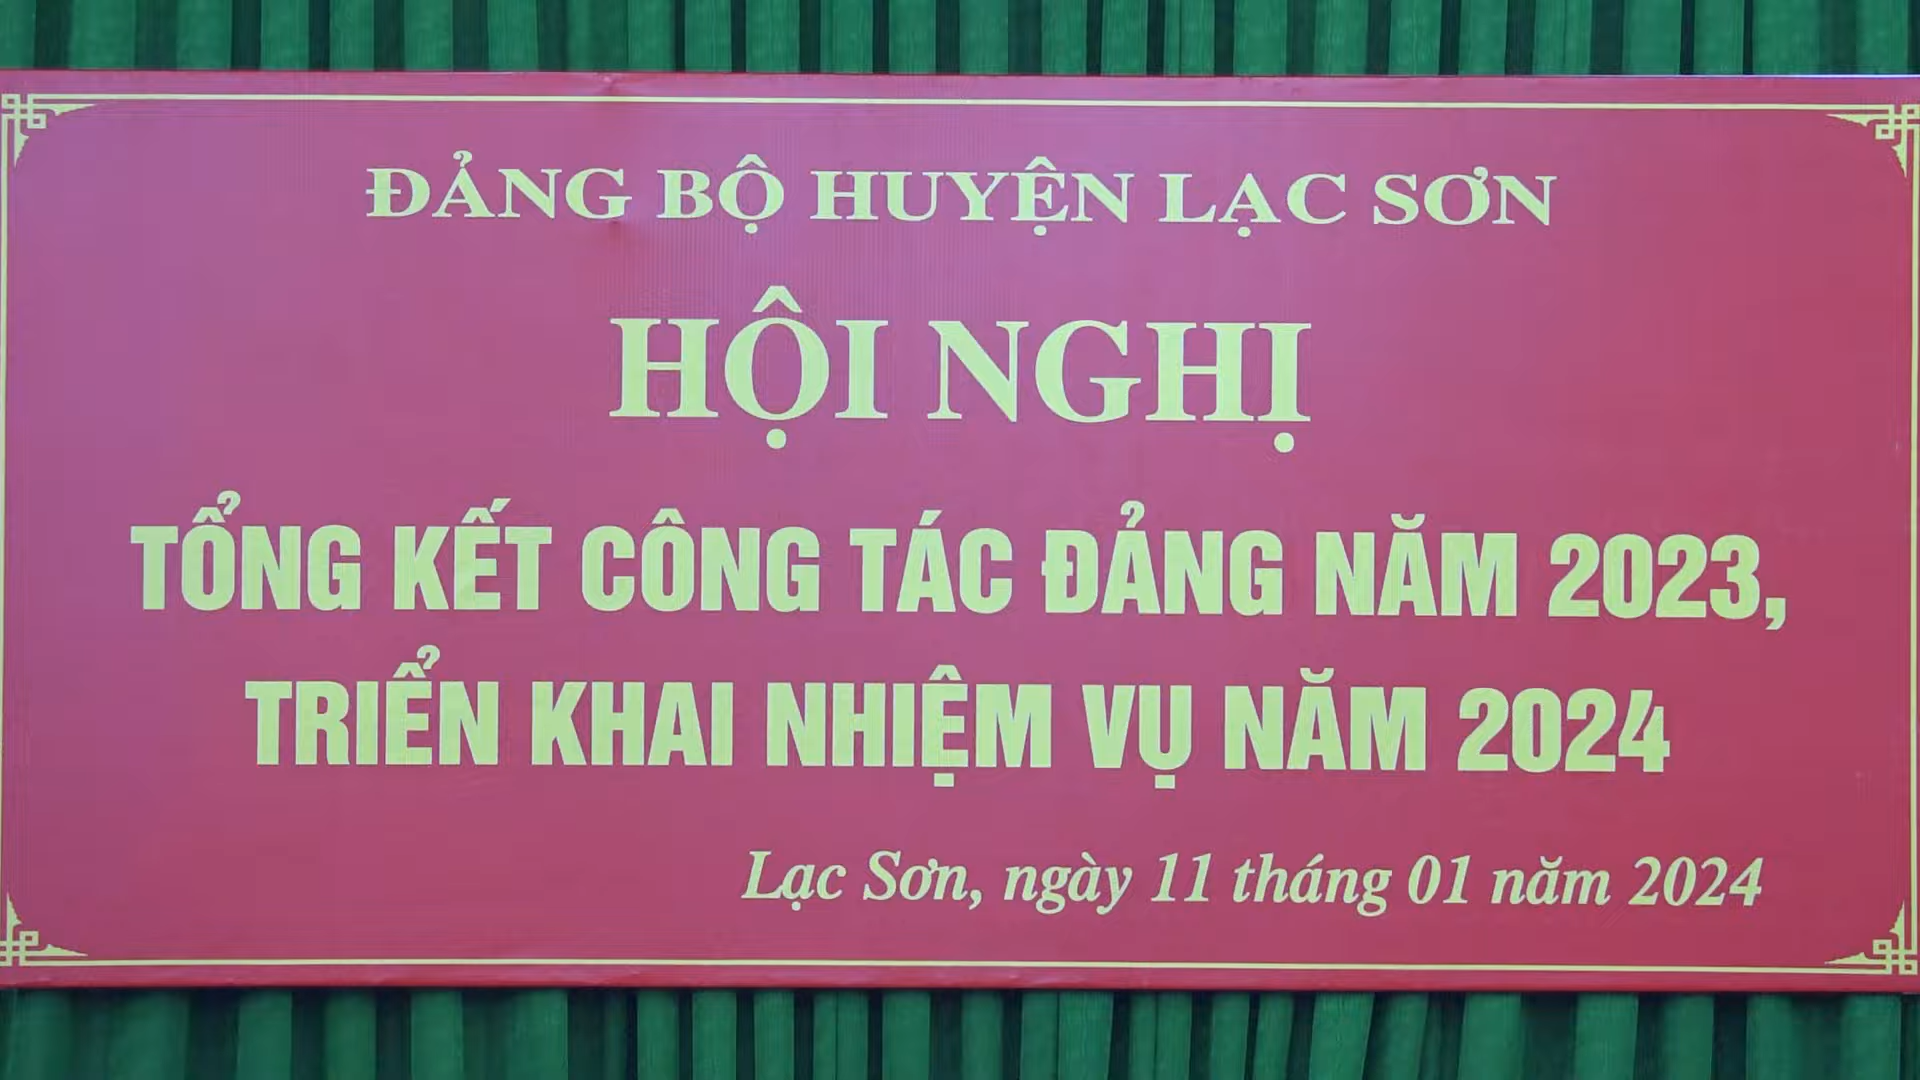 ĐẢNG BỘ HUYỆN LẠC SƠN
HỘI NGHỊ
TỔNG KẾT CÔNG TÁC ĐẢNG NĂM 2023,
TRIỂN KHAI NHIỆM VỤ NĂM 2024
Lạc Sơn, ngày 11 tháng 01 năm 2024